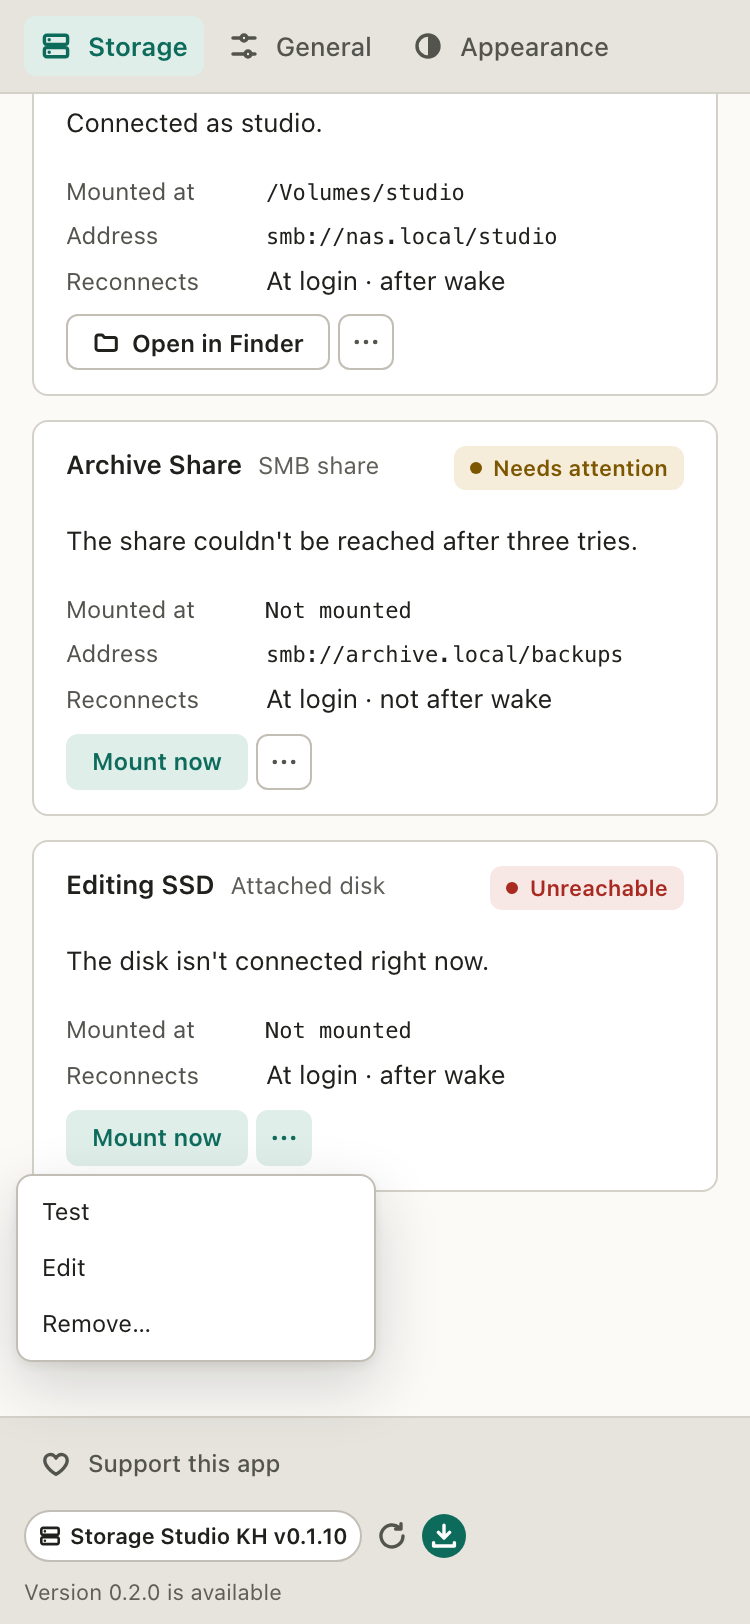 Storage General Appearance
Connected as studio.
Mounted at /Volumes/studio
Address smb://nas.local/studio
Reconnects At login · after wake
Open in Finder ···
Archive Share SMB share Needs attention
The share couldn't be reached after three tries.
Mounted at Not mounted
Address smb://archive.local/backups
Reconnects At login · not after wake
Mount now ···
Editing SSD Attached disk Unreachable
The disk isn't connected right now.
Mounted at Not mounted
Reconnects At login · after wake
Mount now ···
Test
Edit
Remove...
Support this app
Storage Studio KH v0.1.10
Version 0.2.0 is available